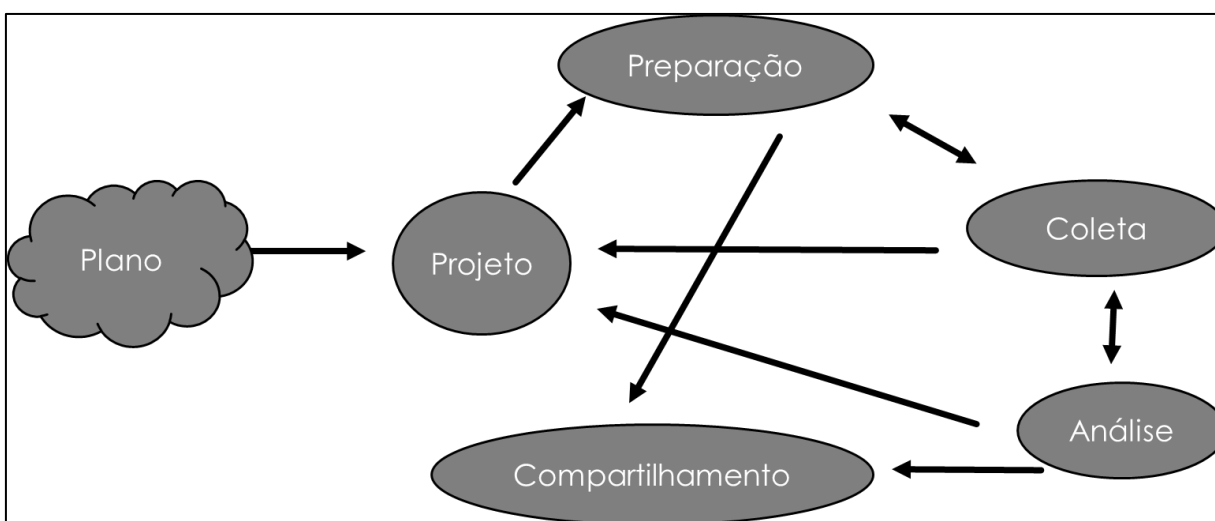 Preparação
Coleta
Plano
Projeto
Análise
Compartilhamento